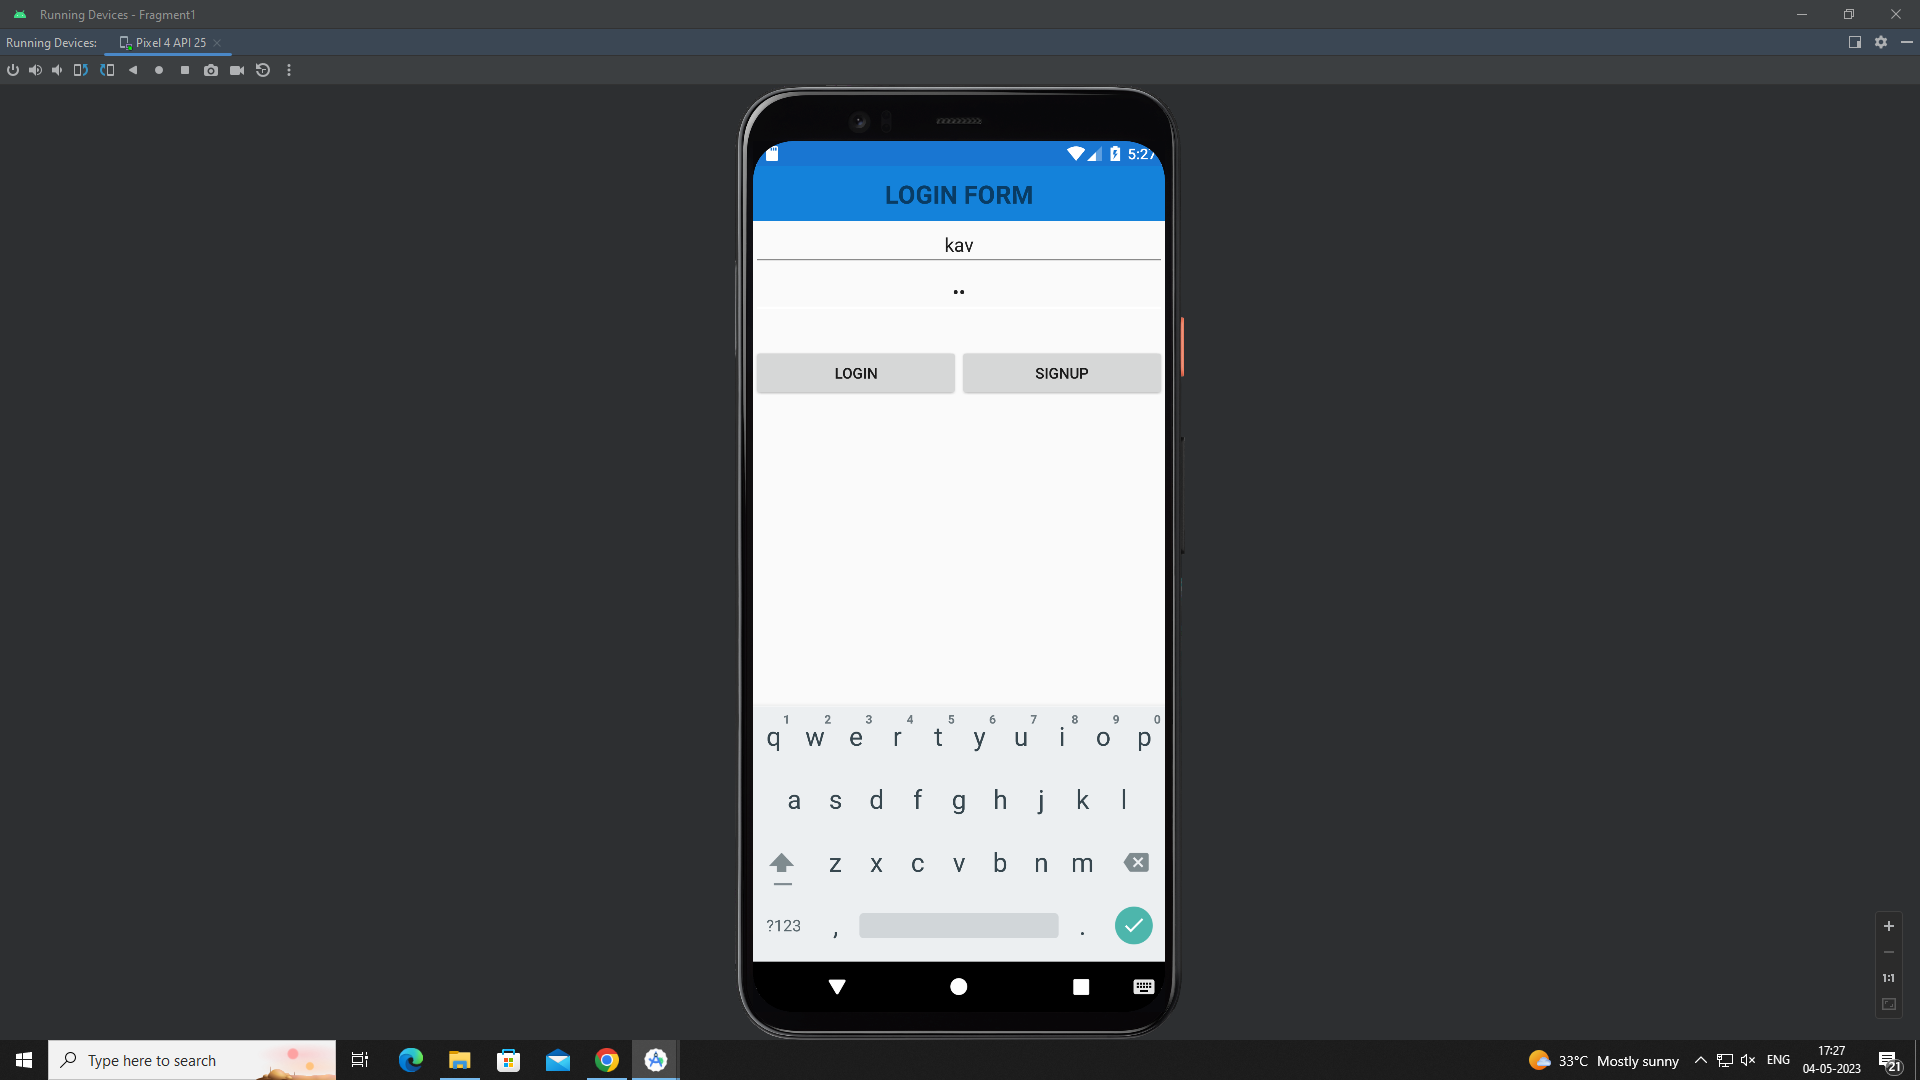 Running Devices - Fragment1
Running Devices:
Pixel 4 API 25
5:27
LOGIN FORM
kav
••
LOGIN
SIGNUP
1 2 3 4 5 6 7 8 9 0
q w e r t y u i o p
a s d f g h j k l
z x c v b n m
?123 , .
1:1
Type here to search
33°C Mostly sunny
ENG
17:27
04-05-2023
21